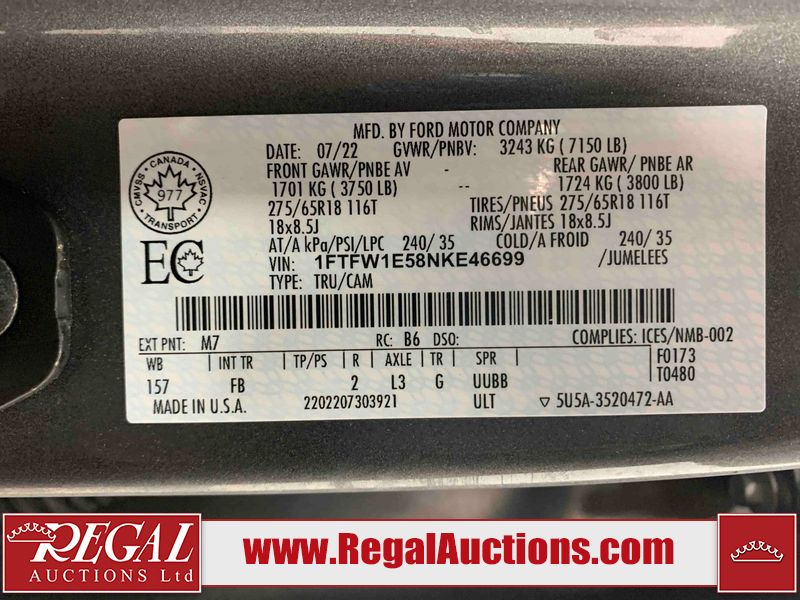 MFD. BY FORD MOTOR COMPANY
DATE: 07/22 GVWR/PNBV: 3243 KG ( 7150 LB)
FRONT GAWR/PNBE AV - REAR GAWR/ PNBE AR
1701 KG ( 3750 LB) -- 1724 KG ( 3800 LB)
275/65R18 116T TIRES/PNEUS 275/65R18 116T
18x8.5J RIMS/JANTES 18x8.5J
AT/A kPa/PSI/LPC 240/ 35 COLD/A FROID 240/ 35
VIN: 1FTFW1E58NKE46699 /JUMELEES
TYPE: TRU/CAM
CMVSS • CANADA • NSVAC
977
TRANSPORT
EC
EXT PNT: M7 RC: B6 DSO: COMPLIES: ICES/NMB-002
WB INT TR TP/PS R AXLE TR SPR F0173
157 FB 2 L3 G UUBB T0480
MADE IN U.S.A. 2202207303921 ULT ▽ 5U5A-3520472-AA
REGAL
AUCTIONS Ltd
www.RegalAuctions.com